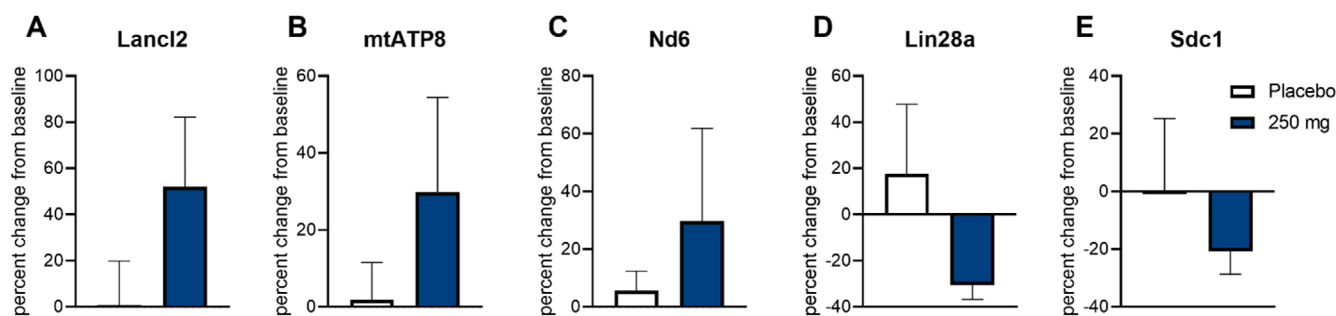 A Lancl2
percent change from baseline
100
80
60
40
20
0
B mtATP8
percent change from baseline
60
40
20
0
C Nd6
percent change from baseline
80
60
40
20
0
D Lin28a
percent change from baseline
60
40
20
0
-20
-40
E Sdc1
percent change from baseline
40
20
0
-20
-40
Placebo
250 mg